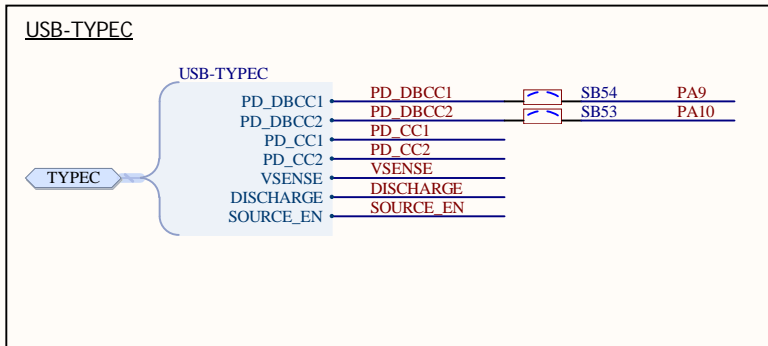 USB-TYPEC
USB-TYPEC
PD_DBCC1 PD_DBCC1 SB54 PA9
PD_DBCC2 PD_DBCC2 SB53 PA10
PD_CC1 PD_CC1
PD_CC2 PD_CC2
TYPEC VSENSE VSENSE
DISCHARGE DISCHARGE
SOURCE_EN SOURCE_EN